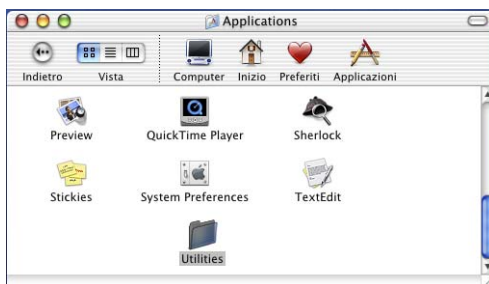 Applications
Indietro Vista Computer Inizio Preferiti Applicazioni
Preview QuickTime Player Sherlock
Stickies System Preferences TextEdit
Utilities